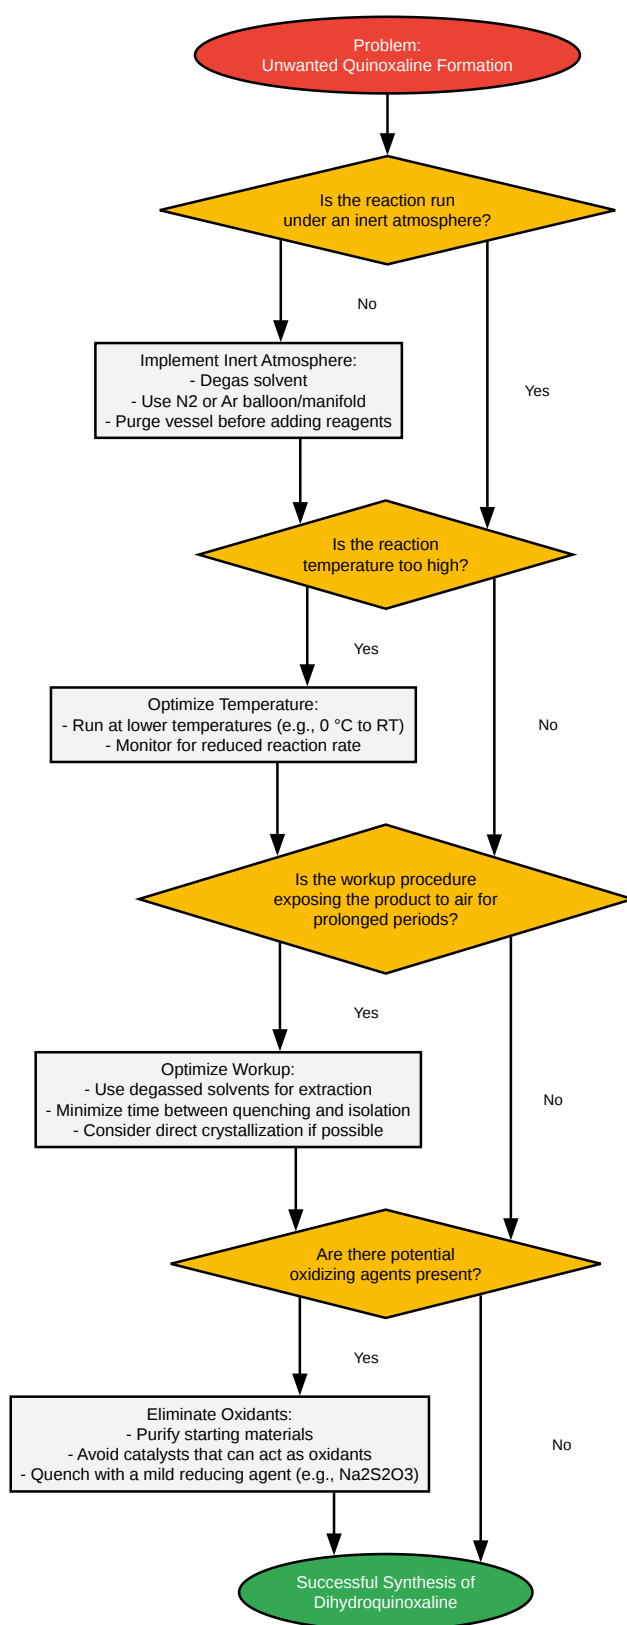 Problem:
Unwanted Quinoxaline Formation
Is the reaction run
under an inert atmosphere?
No
Implement Inert Atmosphere:
- Degas solvent
- Use N2 or Ar balloon/manifold
- Purge vessel before adding reagents
Yes
Is the reaction
temperature too high?
Yes
Optimize Temperature:
- Run at lower temperatures (e.g., 0 °C to RT)
- Monitor for reduced reaction rate
No
Is the workup procedure
exposing the product to air for
prolonged periods?
Yes
Optimize Workup:
- Use degassed solvents for extraction
- Minimize time between quenching and isolation
- Consider direct crystallization if possible
No
Are there potential
oxidizing agents present?
Yes
Eliminate Oxidants:
- Purify starting materials
- Avoid catalysts that can act as oxidants
- Quench with a mild reducing agent (e.g., Na2S2O3)
No
Successful Synthesis of
Dihydroquinoxaline